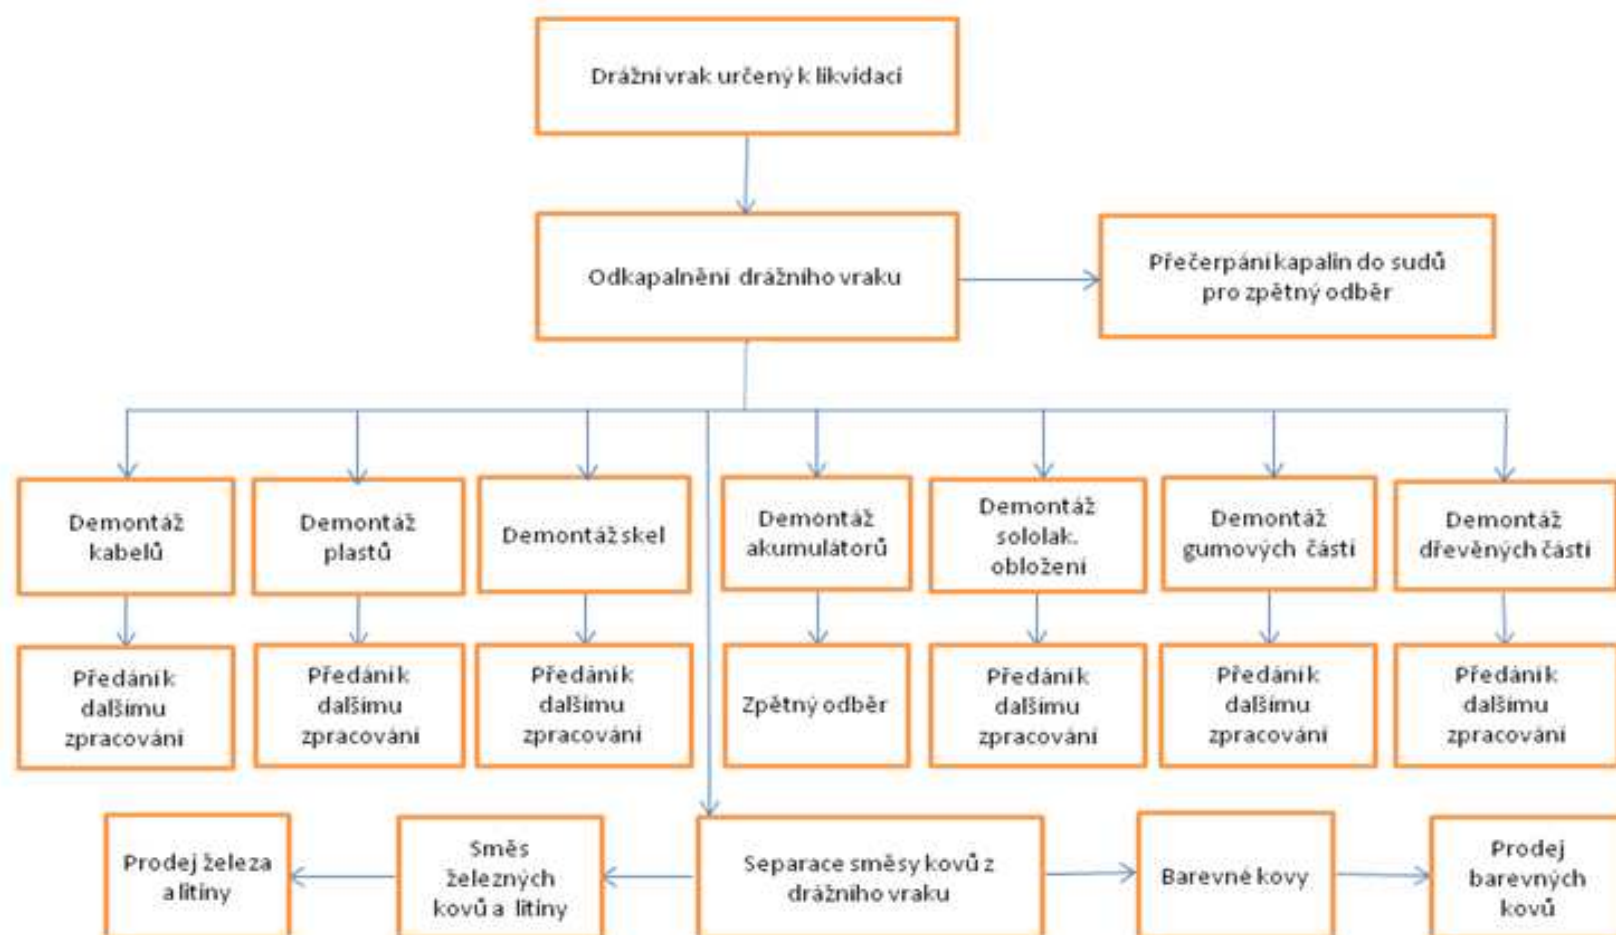 Drážní vrak určený k likvidací
Odkapalnění drážního vraku
Přečerpání kapalin do sudů
pro zpětný odběr
Demontáž
kabelů
Demontáž
plastů
Demontáž skel
Demontáž
akumulátorů
Demontáž
sololak.
obložení
Demontáž
gumových částí
Demontáž
dřevěných částí
Předání k
dalšímu
zpracování
Předání k
dalšímu
zpracování
Předání k
dalšímu
zpracování
Zpětný odběr
Předání k
dalšímu
zpracování
Předání k
dalšímu
zpracování
Předání k
dalšímu
zpracování
Prodej železa
a litiny
Směs
železných
kovů a litiny
Separace směsy kovů z
drážního vraku
Barevné kovy
Prodej
barevných
kovů